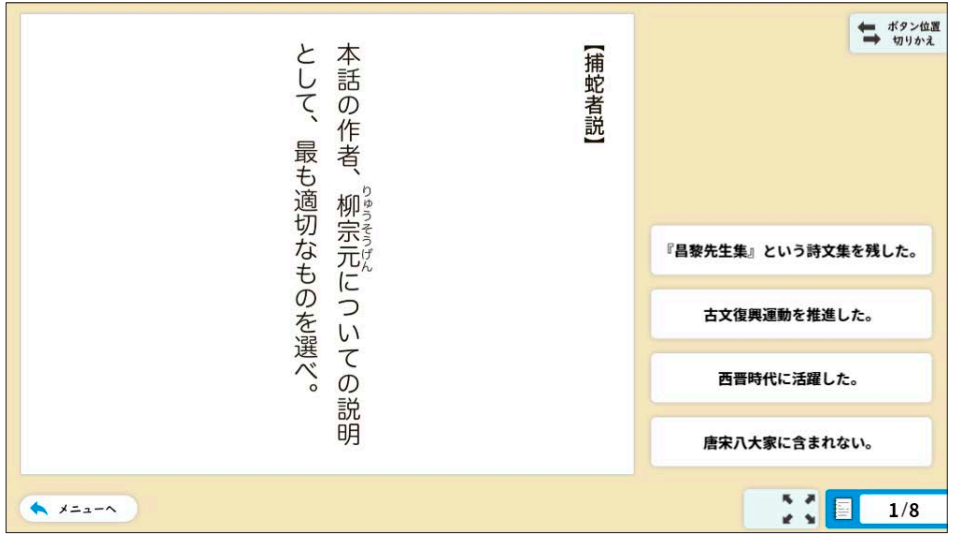 【捕蛇者説】
本話の作者、柳宗元についての説明
りゅうそうげん
として、最も適切なものを選べ。
ボタン位置
切りかえ
『昌黎先生集』という詩文集を残した。
古文復興運動を推進した。
西晋時代に活躍した。
唐宋八大家に含まれない。
メニューへ
1/8